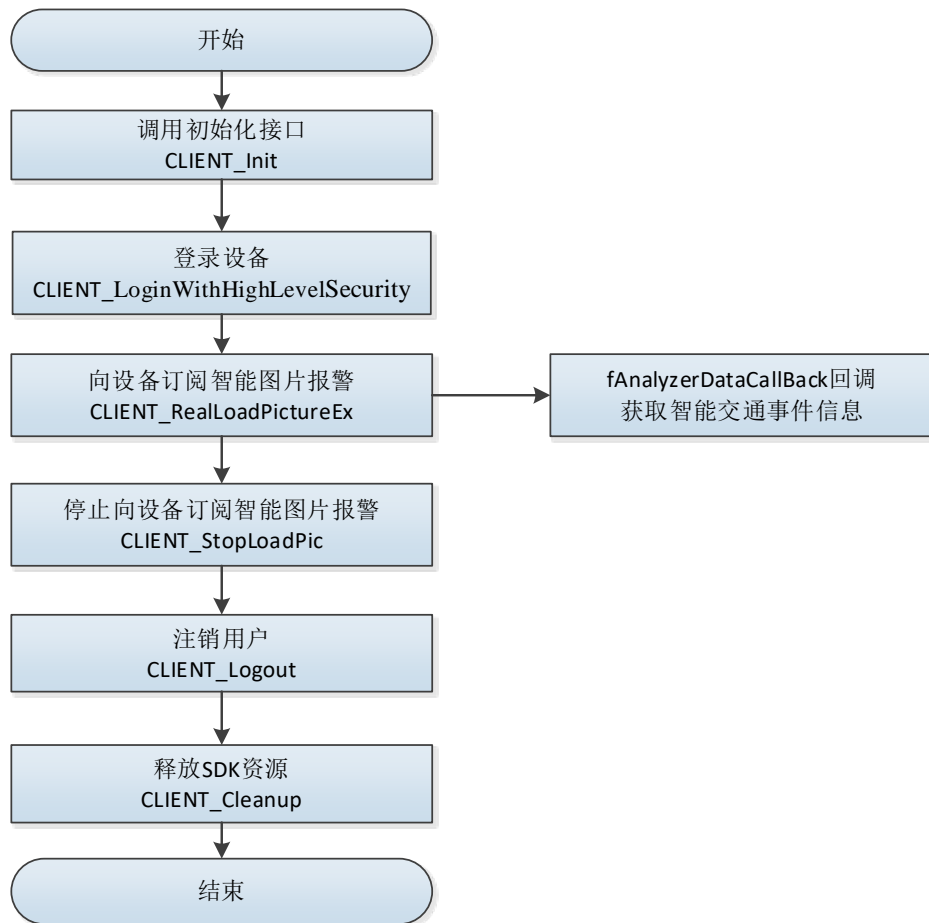 开始
调用初始化接口
CLIENT_Init
登录设备
CLIENT_LoginWithHighLevelSecurity
向设备订阅智能图片报警
CLIENT_RealLoadPictureEx
fAnalyzerDataCallBack回调
获取智能交通事件信息
停止向设备订阅智能图片报警
CLIENT_StopLoadPic
注销用户
CLIENT_Logout
释放SDK资源
CLIENT_Cleanup
结束